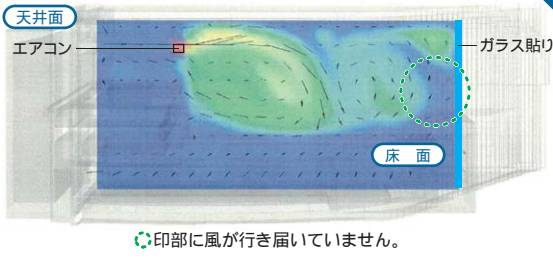 天井面
エアコン
ガラス貼り
床 面
印部に風が行き届いていません。